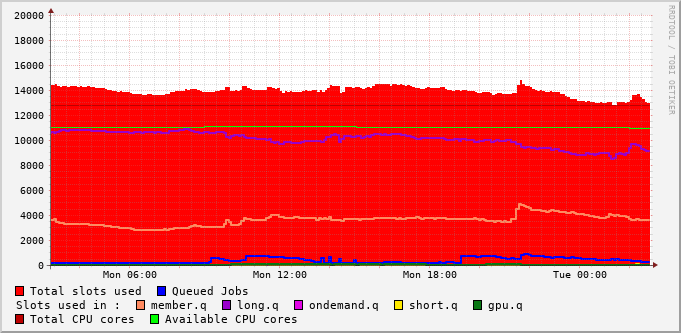 20000
18000
16000
14000
12000
10000
8000
6000
4000
2000
0
Mon 06:00 Mon 12:00 Mon 18:00 Tue 00:00
RRDTOOL / TOBI OETIKER
Total slots used Queued Jobs
Slots used in : member.q long.q ondemand.q short.q gpu.q
Total CPU cores Available CPU cores